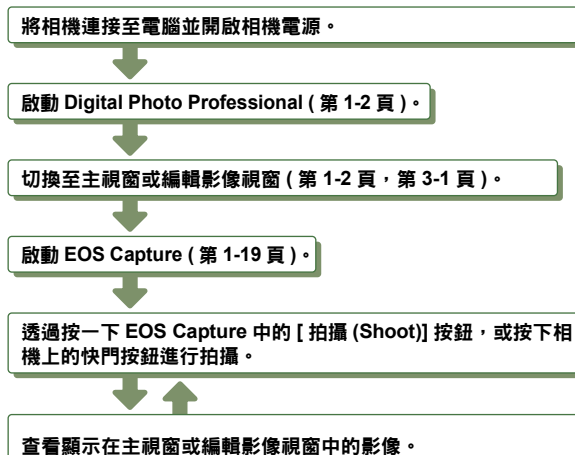 將相機連接至電腦並開啟相機電源。
啟動 Digital Photo Professional ( 第 1-2 頁 )。
切換至主視窗或編輯影像視窗 ( 第 1-2 頁，第 3-1 頁 )。
啟動 EOS Capture ( 第 1-19 頁 )。
透過按一下 EOS Capture 中的 [ 拍攝 (Shoot)] 按鈕，或按下相
機上的快門按鈕進行拍攝。
查看顯示在主視窗或編輯影像視窗中的影像。